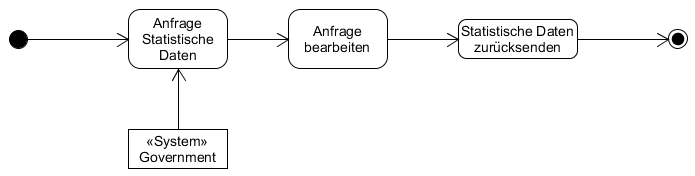 Anfrage
Statistische
Daten
Anfrage
bearbeiten
Statistische Daten
zurücksenden
«System»
Government